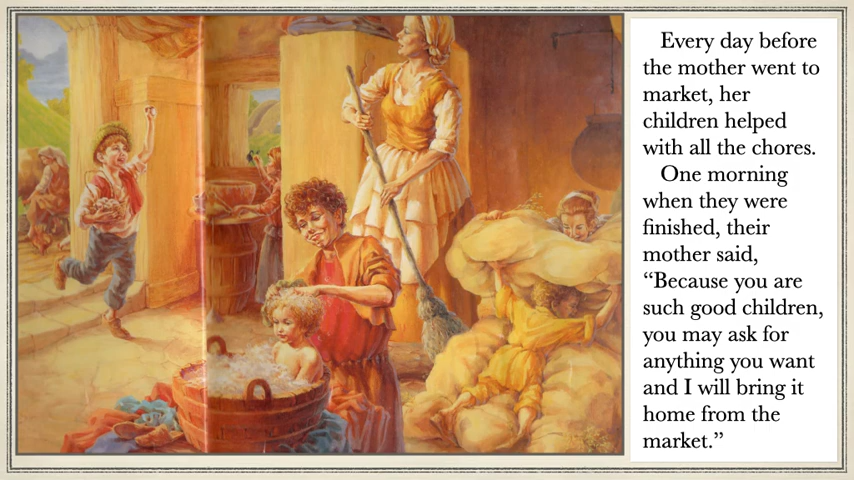 Every day before
the mother went to
market, her
children helped
with all the chores.
One morning
when they were
finished, their
mother said,
“Because you are
such good children,
you may ask for
anything you want
and I will bring it
home from the
market.”